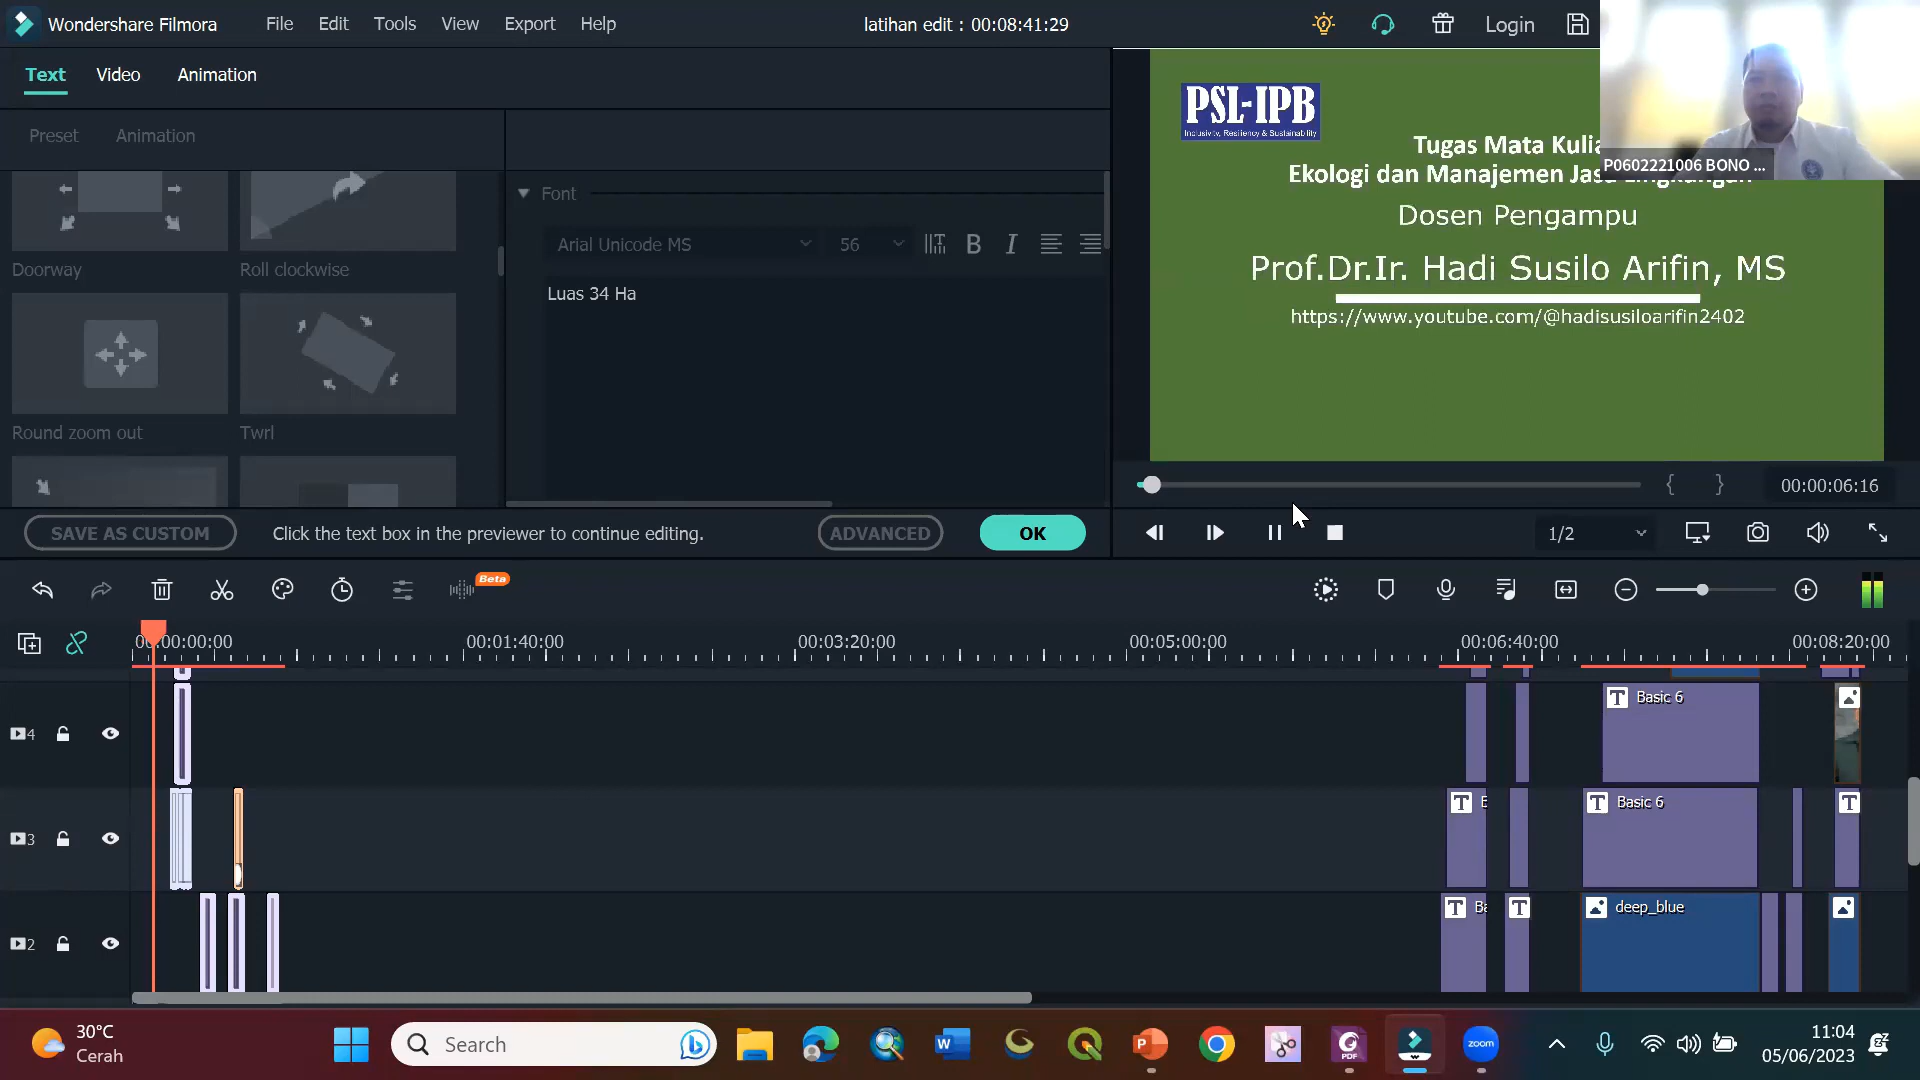 Wondershare Filmora
File
Edit
Tools
View
Export
Help
latihan edit : 00:08:41:29
Login
Text
Video
Animation
Preset
Animation
Doorway
Roll clockwise
Round zoom out
Twrl
Font
Arial Unicode MS
56
B
I
Luas 34 Ha
PSL-IPB
Inclusivity, Resiliency & Sustainability
Tugas Mata Kulia
Ekologi dan Manajemen Jasa Lingkungan
Dosen Pengampu
Prof.Dr.Ir. Hadi Susilo Arifin, MS
https://www.youtube.com/@hadisusiloarifin2402
P0602221006 BONO ...
SAVE AS CUSTOM
Click the text box in the previewer to continue editing.
ADVANCED
OK
{ }
00:00:06:16
1/2
Beta
00:00:00:00
00:01:40:00
00:03:20:00
00:05:00:00
00:06:40:00
00:08:20:00
4
T Basic 6
3
T
T Basic 6
T
2
T Ba
T
deep_blue
30°C
Cerah
Search
W
P
PDF
zoom
11:04
05/06/2023